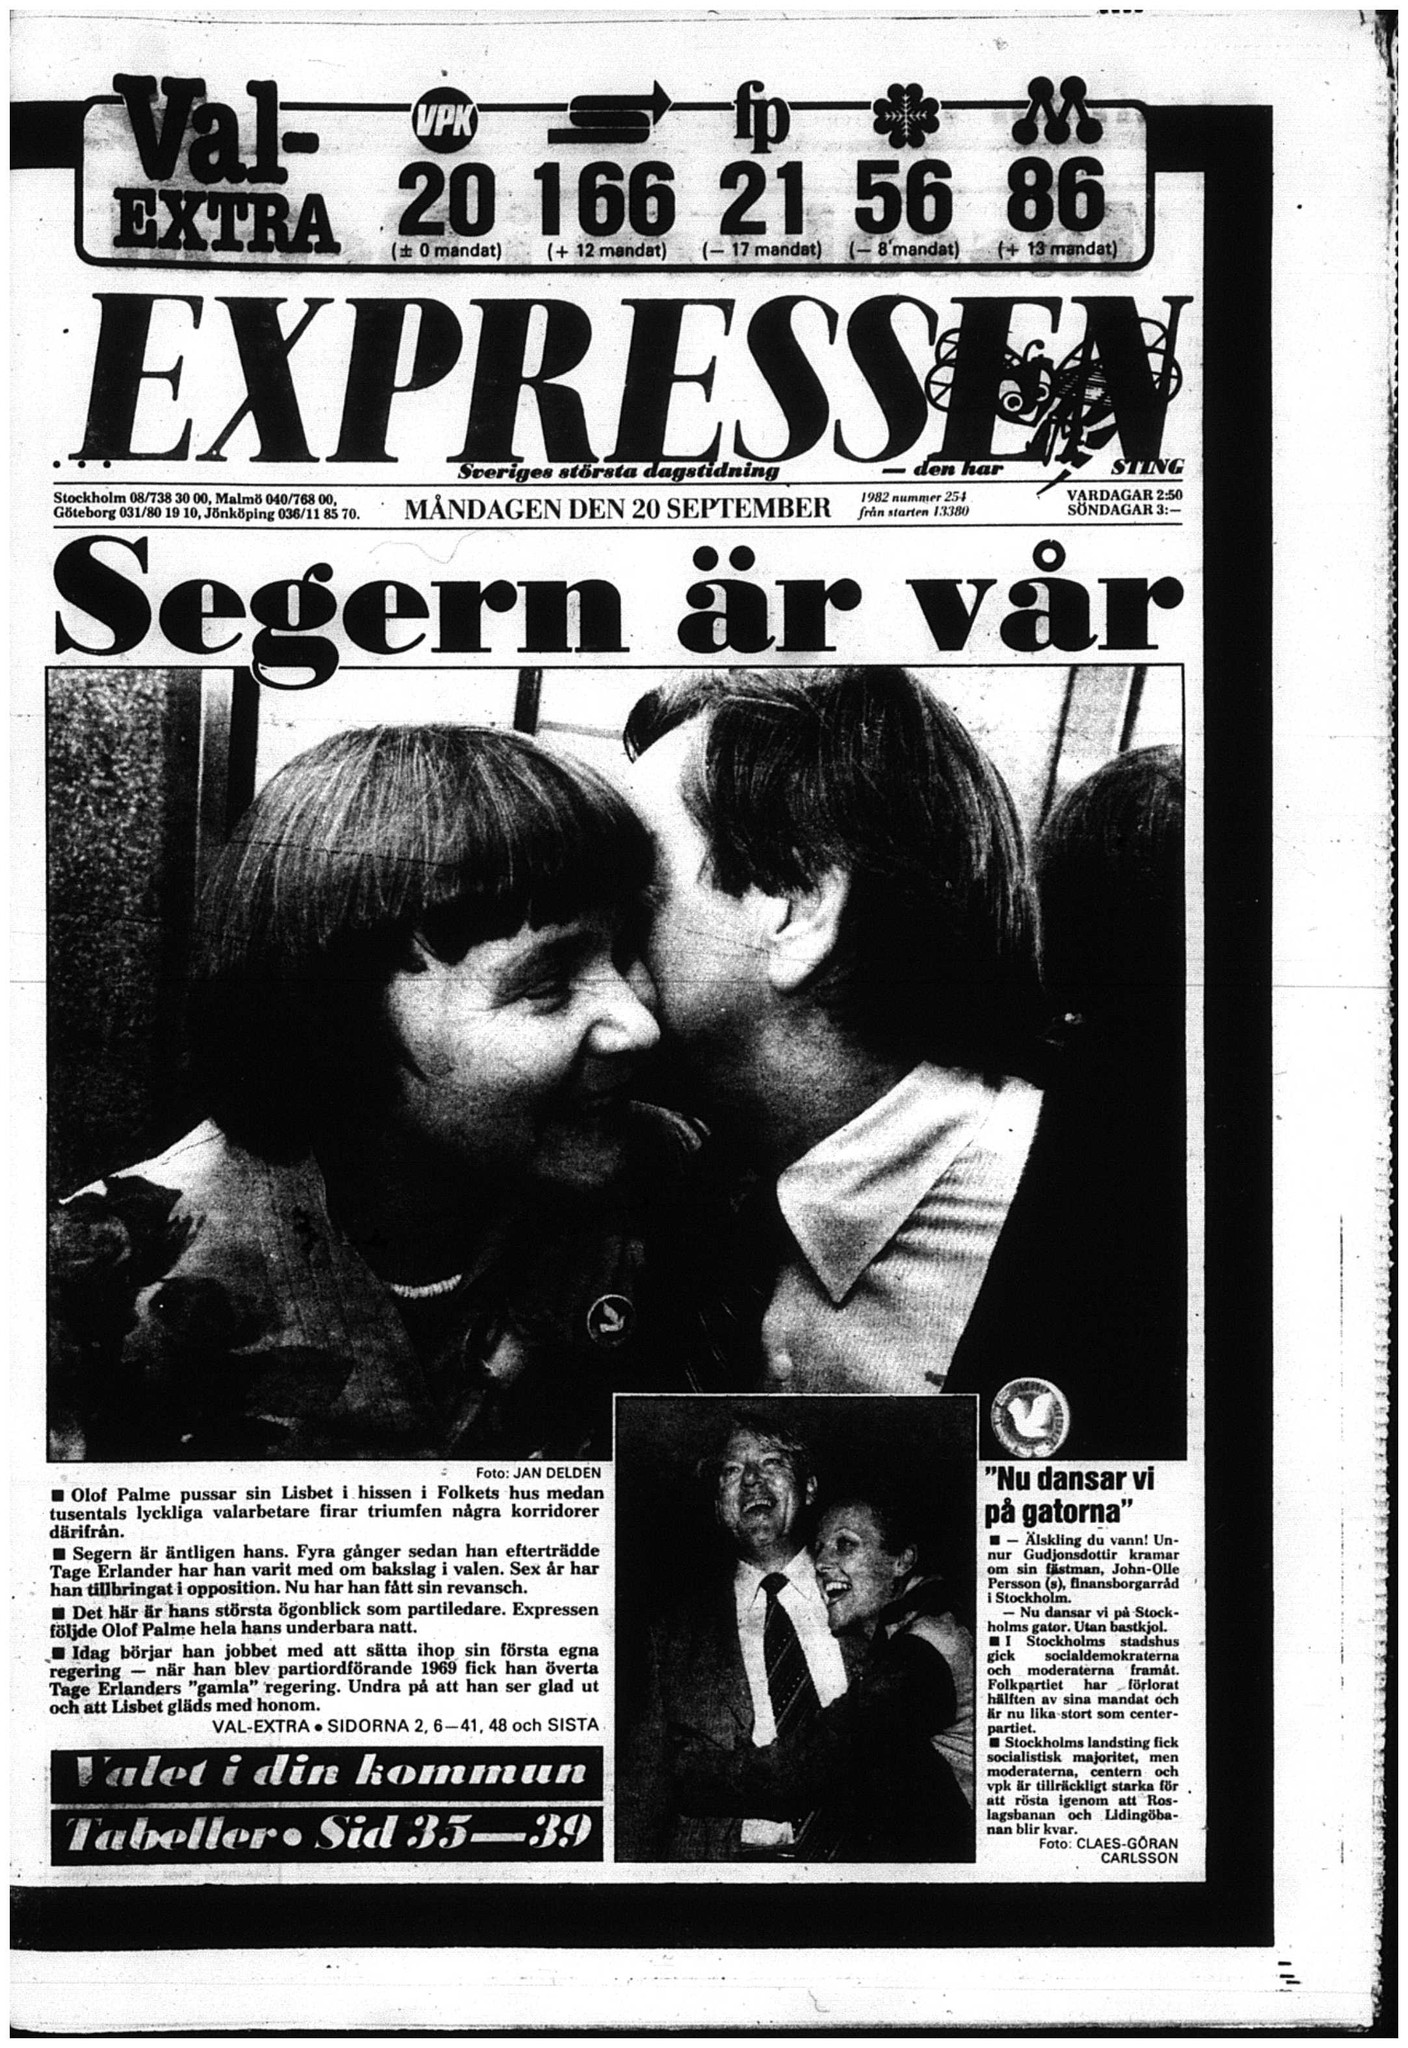 Val-
EXTRA
VPK
fp
20 166 21 56 86
(± 0 mandat) (+ 12 mandat) (— 17 mandat) (— 8 mandat) (+ 13 mandat)
EXPRESSEN
Sveriges största dagstidning — den har STING
Stockholm 08/738 30 00, Malmö 040/768 00,
Göteborg 031/80 19 10, Jönköping 036/11 85 70.
MÅNDAGEN DEN 20 SEPTEMBER
1982 nummer 254
från starten 13380
VARDAGAR 2:50
SÖNDAGAR 3:—
Segern är vår
Foto: JAN DELDEN
■ Olof Palme pussar sin Lisbet i hissen i Folkets hus medan
tusentals lyckliga valarbetare firar triumfen några korridorer
därifrån.
■ Segern är äntligen hans. Fyra gånger sedan han efterträdde
Tage Erlander har han varit med om bakslag i valen. Sex år har
han tillbringat i opposition. Nu har han fått sin revansch.
■ Det här är hans största ögonblick som partiledare. Expressen
följde Olof Palme hela hans underbara natt.
■ Idag börjar han jobbet med att sätta ihop sin första egna
regering — när han blev partiordförande 1969 fick han överta
Tage Erlanders ”gamla” regering. Undra på att han ser glad ut
och att Lisbet gläds med honom.
VAL-EXTRA ● SIDORNA 2, 6—41, 48 och SISTA
Valet i din kommun
Tabeller ● Sid 35—39
”Nu dansar vi
på gatorna”
■ — Älskling du vann! Un-
nur Gudjonsdottir kramar
om sin fästman, John-Olle
Persson (s), finansborgarråd
i Stockholm.
— Nu dansar vi på Stock-
holms gator. Utan bastkjol.
■ I Stockholms stadshus
gick socialdemokraterna
och moderaterna framåt.
Folkpartiet har förlorat
hälften av sina mandat och
är nu lika stort som center-
partiet.
■ Stockholms landsting fick
socialistisk majoritet, men
moderaterna, centern och
vpk är tillräckligt starka för
att rösta igenom att Ros-
lagsbanan och Lidingöba-
nan blir kvar.
Foto: CLAES-GÖRAN
CARLSSON